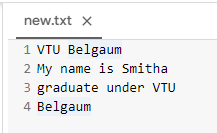 new.txt ×
1 VTU Belgaum
2 My name is Smitha
3 graduate under VTU
4 Belgaum